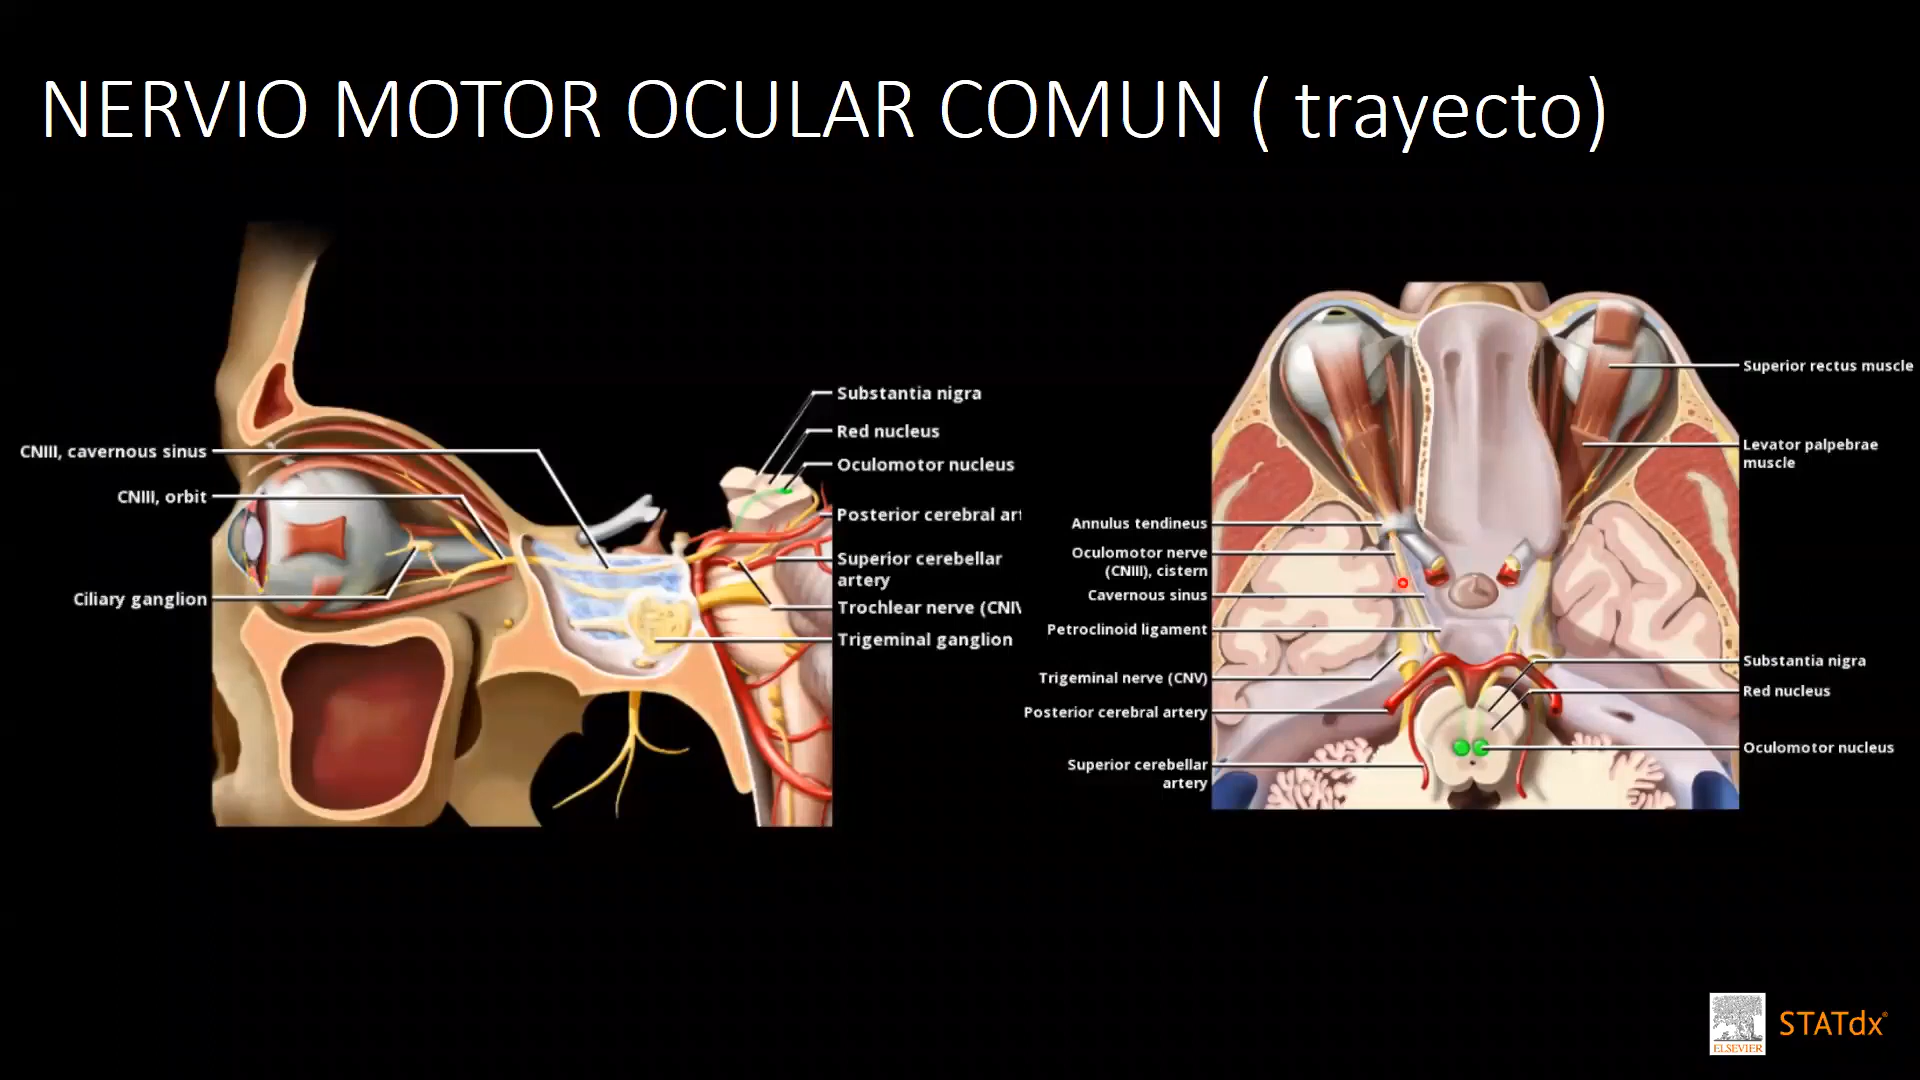 NERVIO MOTOR OCULAR COMUN ( trayecto)
CNIII, cavernous sinus
CNIII, orbit
Ciliary ganglion
Substantia nigra
Red nucleus
Oculomotor nucleus
Posterior cerebral art
Superior cerebellar
artery
Trochlear nerve (CNIV
Trigeminal ganglion
Annulus tendineus
Oculomotor nerve
(CNIII), cistern
Cavernous sinus
Petroclinoid ligament
Trigeminal nerve (CNV)
Posterior cerebral artery
Superior cerebellar
artery
Superior rectus muscle
Levator palpebrae
muscle
Substantia nigra
Red nucleus
Oculomotor nucleus
ELSEVIER
STATdx®